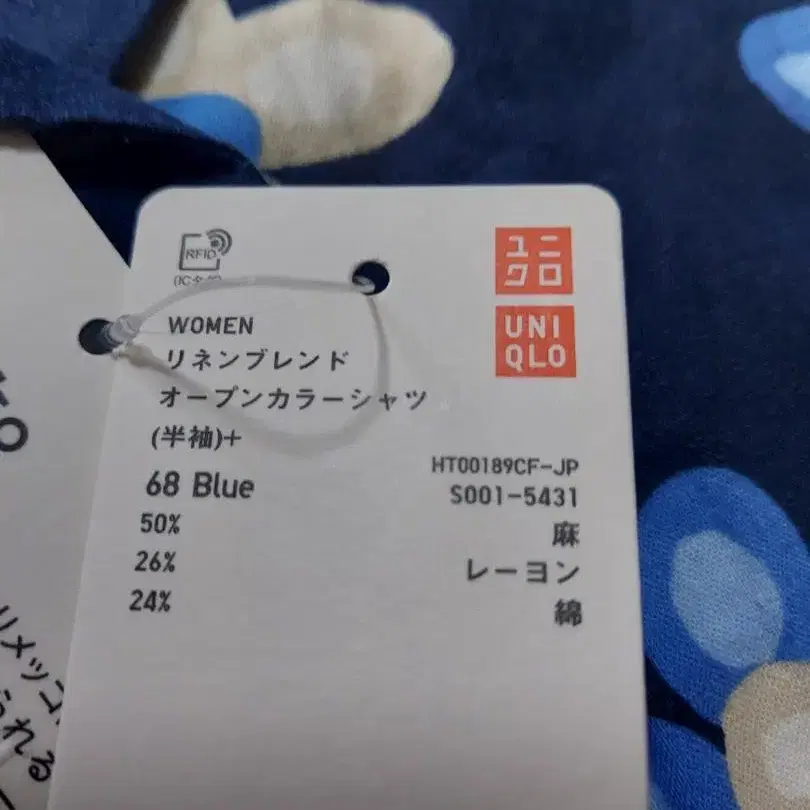 RFID
ユニ
クロ
UNI
QLO
WOMEN
リネンブレンド
オープンカラーシャツ
(半袖)+
HT00189CF-JP
68 Blue
S001-5431
50%
麻
26%
レーヨン
24%
綿